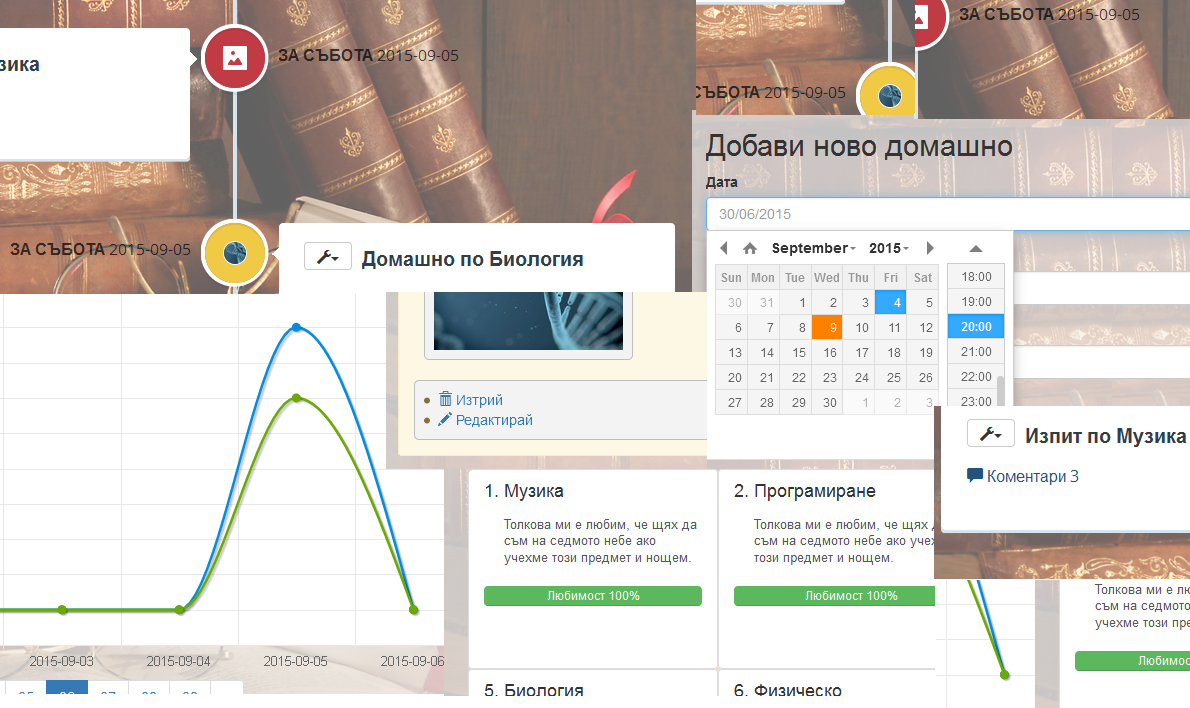 зика
ЗА СЪБОТА 2015-09-05
ЗА СЪБОТА 2015-09-05
Домашно по Биология
ЗА СЪБОТА 2015-09-05
СЪБОТА 2015-09-05
Добави ново домашно
Дата
30/06/2015
September 2015
Sun Mon Tue Wed Thu Fri Sat
30 31 1 2 3 4 5
6 7 8 9 10 11 12
13 14 15 16 17 18 19
20 21 22 23 24 25 26
27 28 29 30 1 2 3
18:00
19:00
20:00
21:00
22:00
23:00
Изтрий
Редактирай
Изпит по Музика
Коментари 3
2015-09-03 2015-09-04 2015-09-05 2015-09-06
1. Музика
Толкова ми е любим, че щях да
съм на седмото небе ако
учехме този предмет и нощем.
Любимост 100%
2. Програмиране
Толкова ми е любим, че щях
съм на седмото небе ако
учехме този предмет и нощем.
Любимост 100%
5. Биология
6. Физическо
Толкова ми е
съм на седмото
учехме този